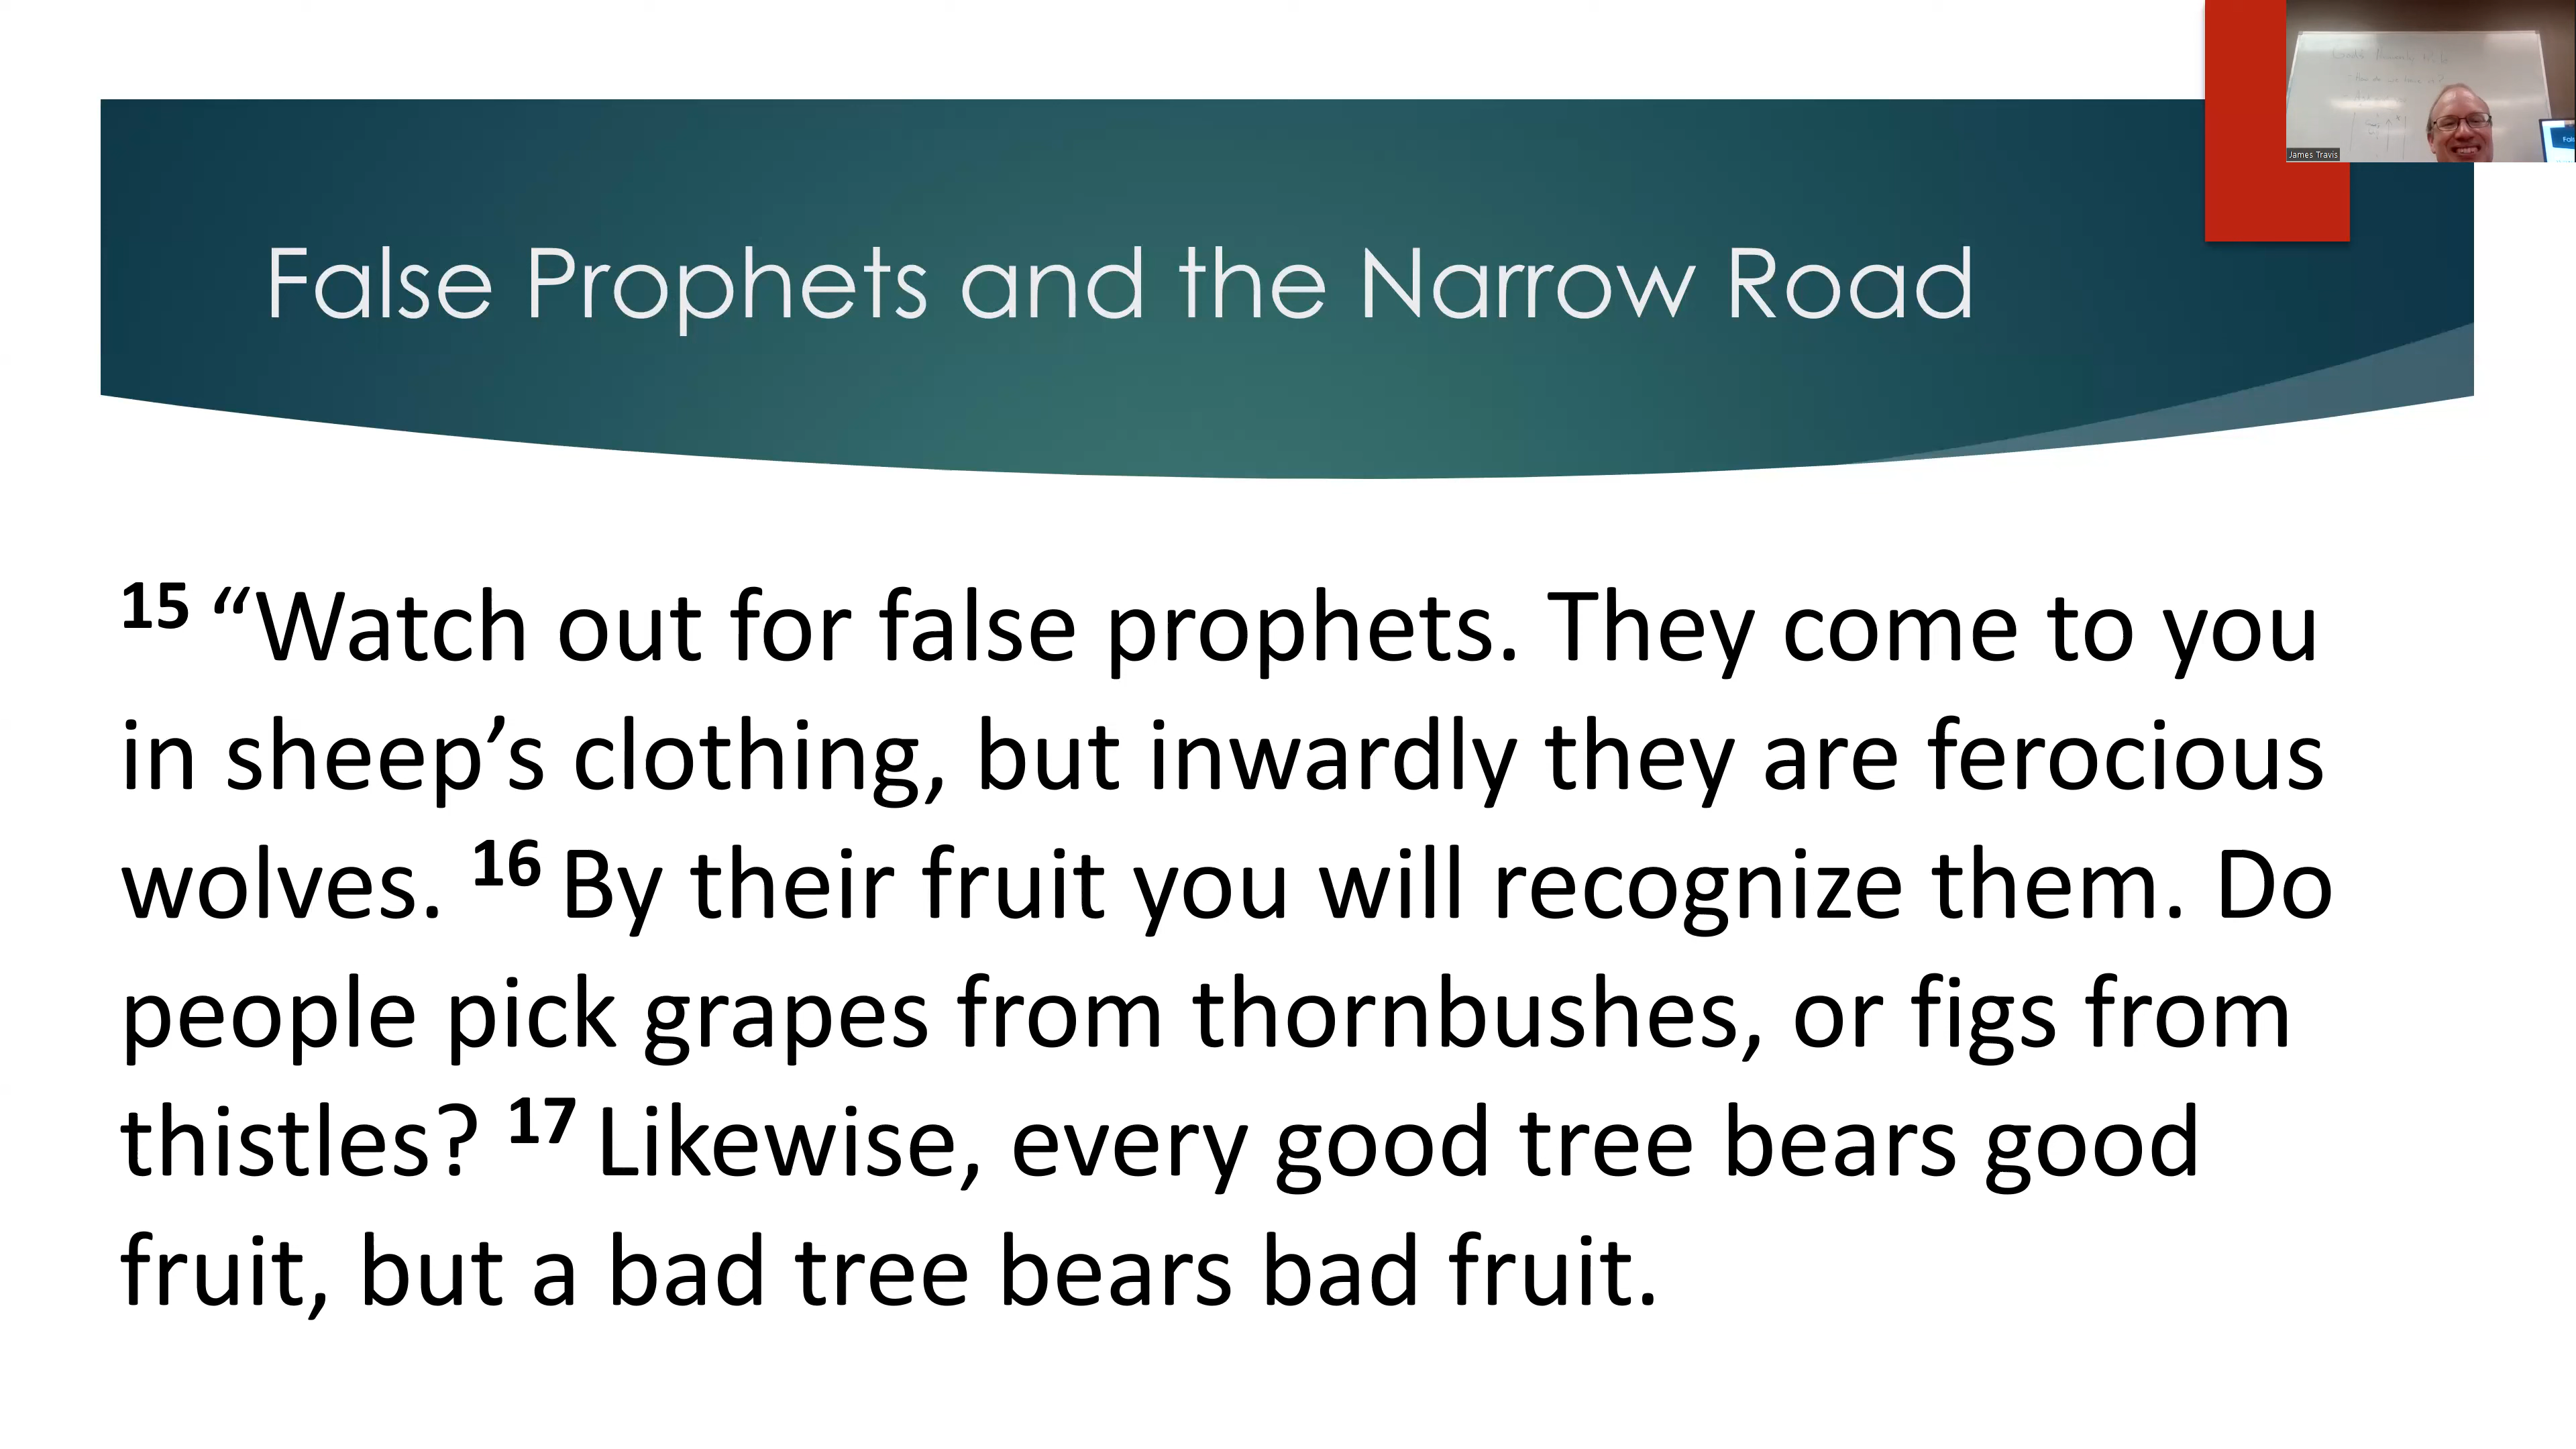 False Prophets and the Narrow Road
15 “Watch out for false prophets. They come to you
in sheep’s clothing, but inwardly they are ferocious
wolves. 16 By their fruit you will recognize them. Do
people pick grapes from thornbushes, or figs from
thistles? 17 Likewise, every good tree bears good
fruit, but a bad tree bears bad fruit.
James Travis